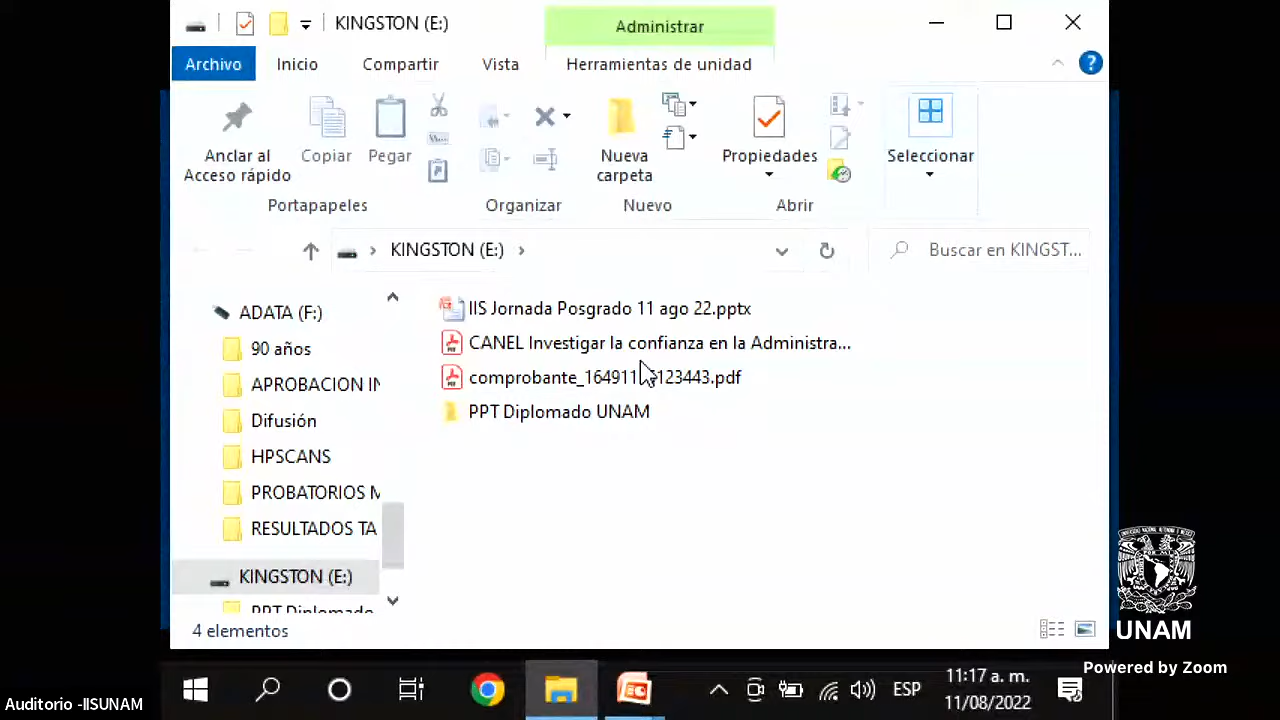 KINGSTON (E:)
Administrar
Archivo
Inicio
Compartir
Vista
Herramientas de unidad
Anclar al
Acceso rápido
Copiar
Pegar
Nueva
carpeta
Propiedades
Seleccionar
Portapapeles
Organizar
Nuevo
Abrir
KINGSTON (E:)
Buscar en KINGST...
ADATA (F:)
90 años
APROBACION IN
Difusión
HPSCANS
PROBATORIOS M
RESULTADOS TA
KINGSTON (E:)
PPT Diplomado
IIS Jornada Posgrado 11 ago 22.pptx
CANEL Investigar la confianza en la Administra...
PPT Diplomado UNAM
4 elementos
UNAM
Powered by Zoom
Auditorio -IISUNAM
ESP
11:17 a. m.
11/08/2022